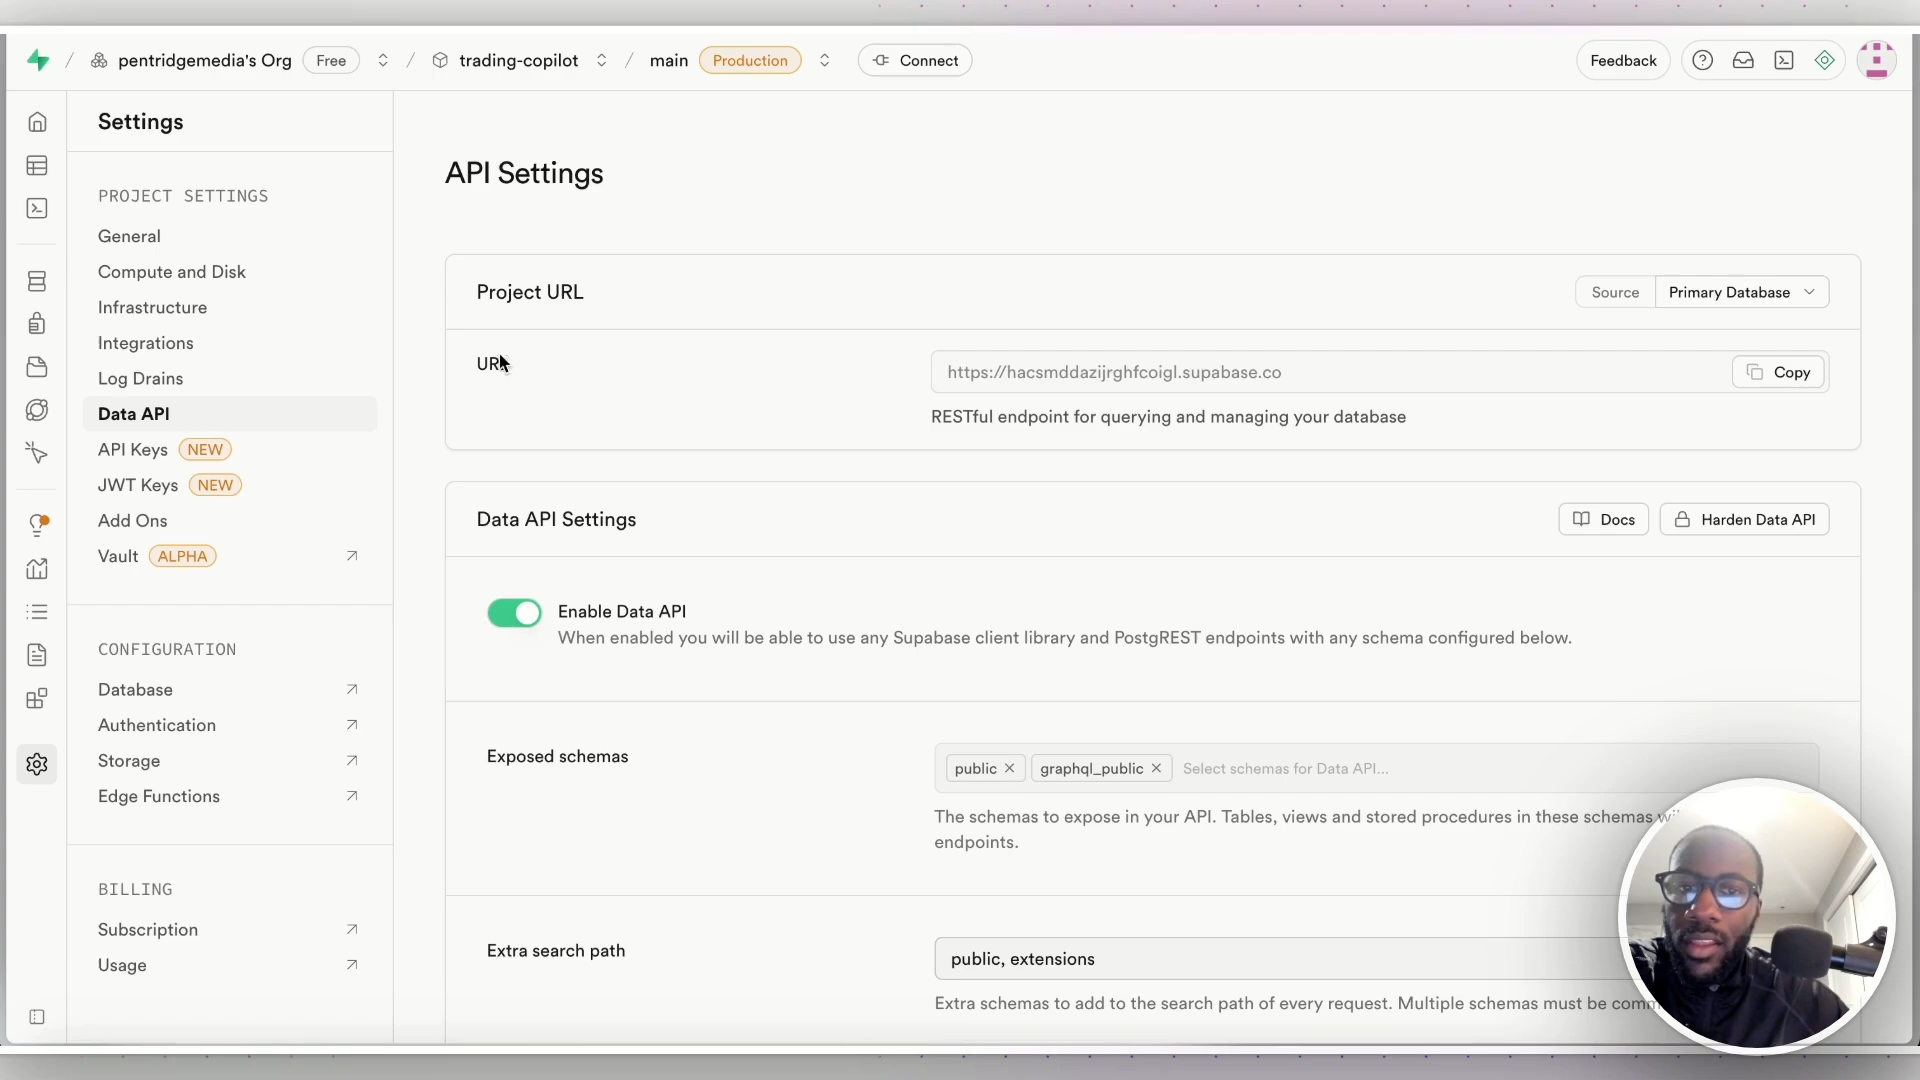 / pentridgemedia's Org Free / trading-copilot / main Production Connect Feedback
Settings
PROJECT SETTINGS
General
Compute and Disk
Infrastructure
Integrations
Log Drains
Data API
API Keys NEW
JWT Keys NEW
Add Ons
Vault ALPHA
CONFIGURATION
Database
Authentication
Storage
Edge Functions
BILLING
Subscription
Usage
API Settings
Project URL
Source Primary Database
URL
https://hacsmddazijrghfcoigl.supabase.co Copy
RESTful endpoint for querying and managing your database
Data API Settings
Docs Harden Data API
Enable Data API
When enabled you will be able to use any Supabase client library and PostgREST endpoints with any schema configured below.
Exposed schemas
public graphql_public Select schemas for Data API...
The schemas to expose in your API. Tables, views and stored procedures in these schemas
endpoints.
Extra search path
public, extensions
Extra schemas to add to the search path of every request. Multiple schemas must be